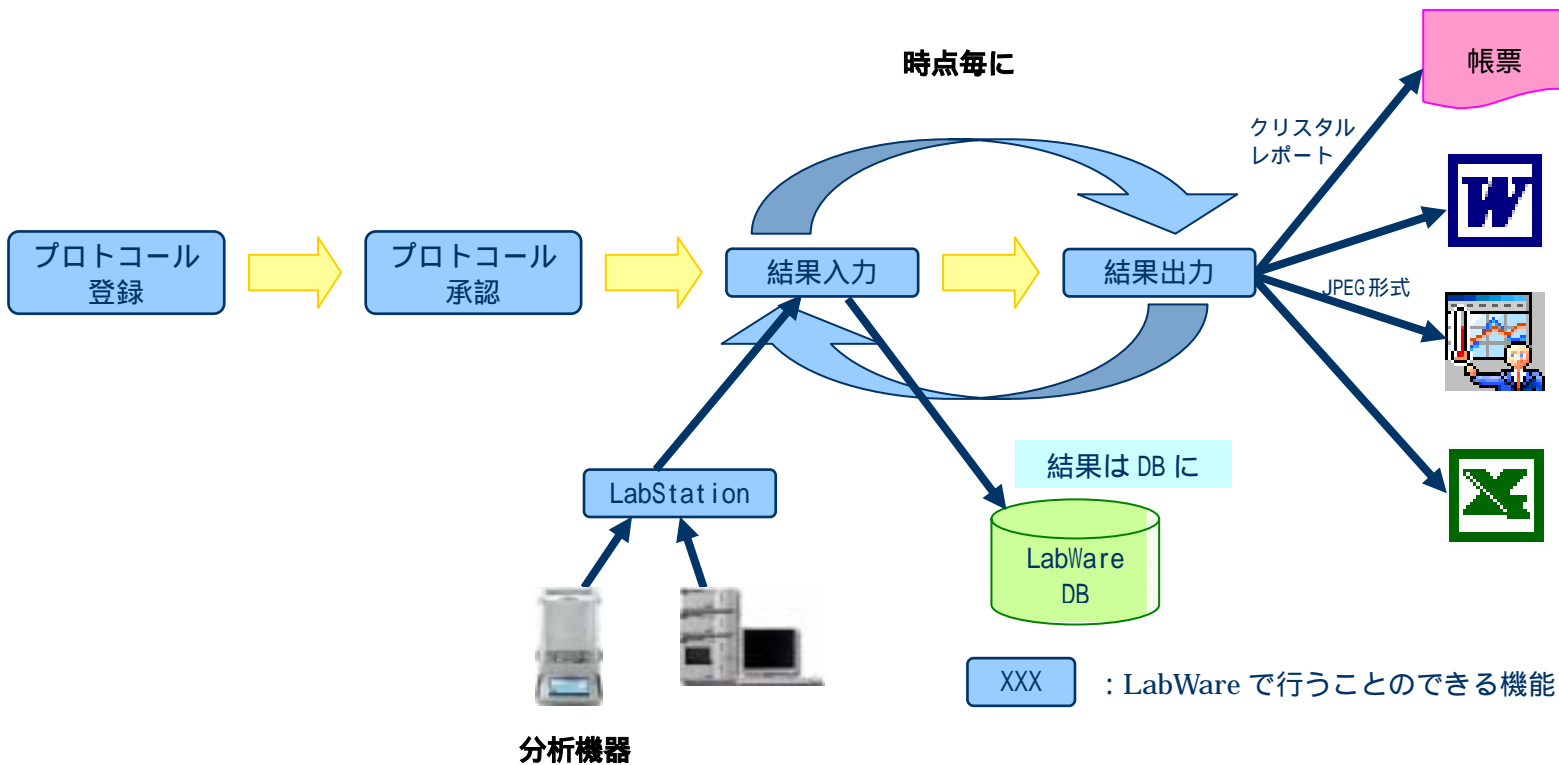 時点毎に
帳票
クリスタル
レポート
プロトコール
登録
プロトコール
承認
結果入力
結果出力
JPEG形式
LabStation
結果は DB に
LabWare
DB
XXX
：LabWare で行うことのできる機能
分析機器